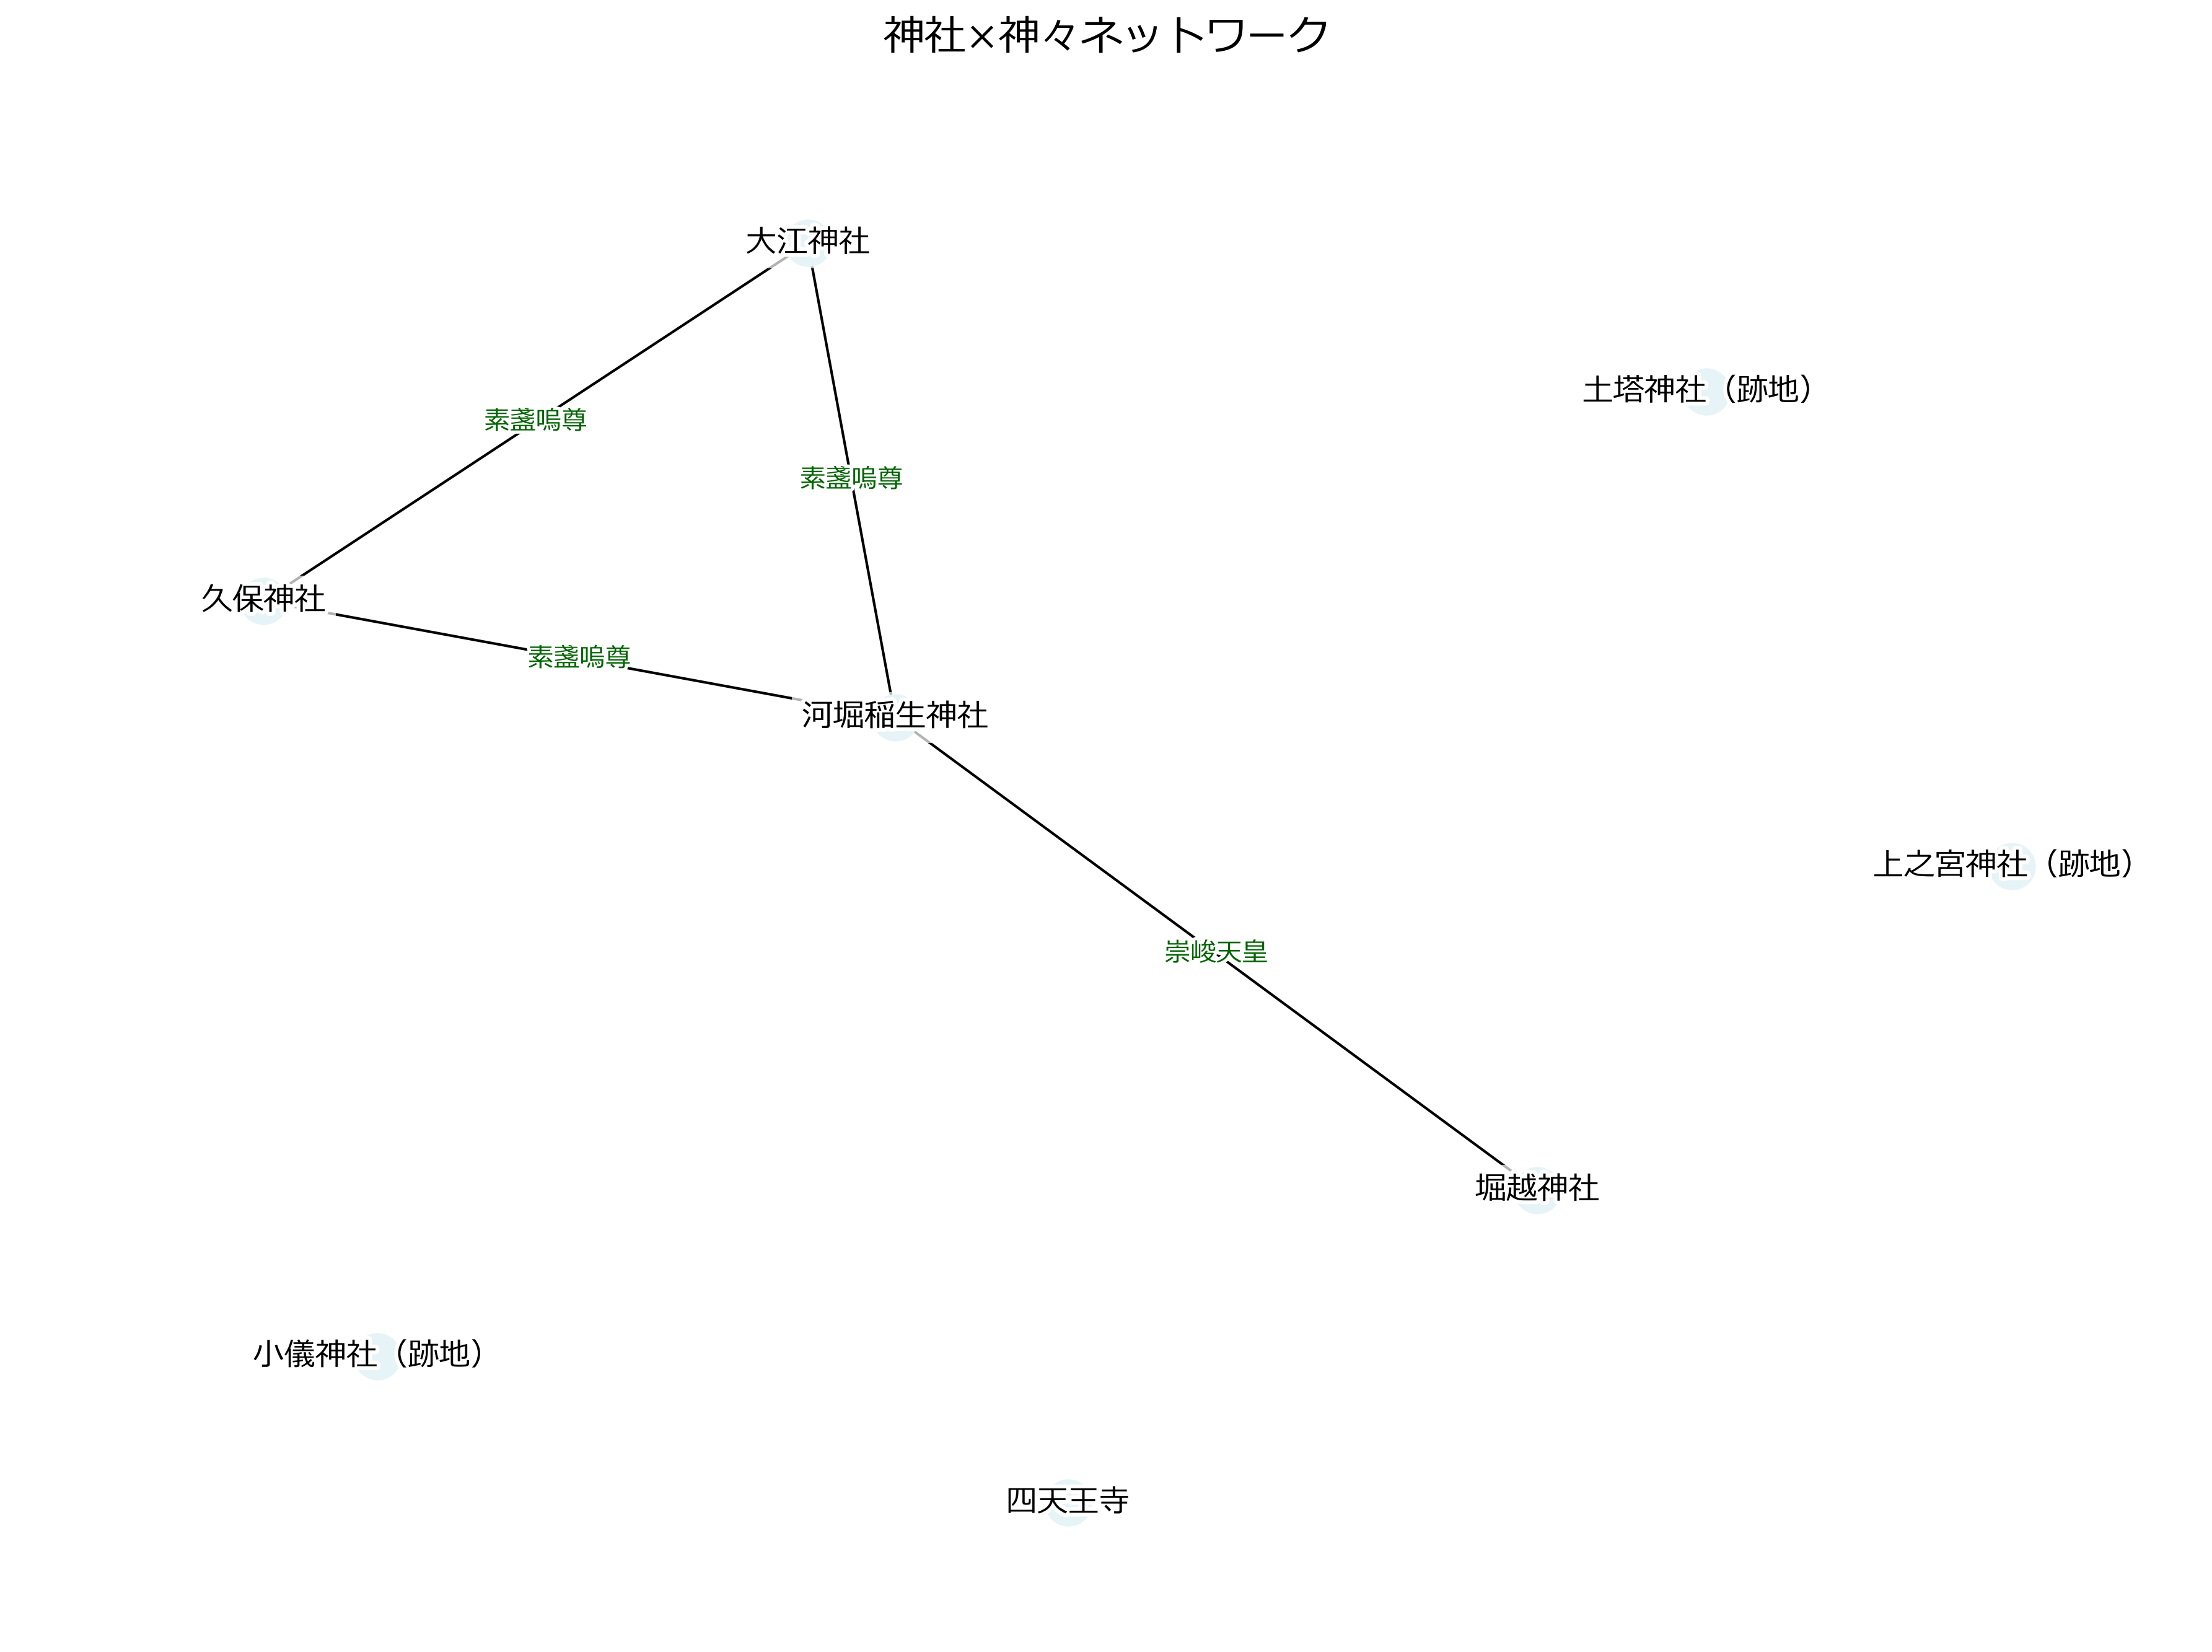 神社×神々ネットワーク
大江神社
土塔神社（跡地）
素盞嗚尊
素盞嗚尊
久保神社
素盞嗚尊
河堀稲生神社
上之宮神社（跡地）
崇峻天皇
堀越神社
小儀神社（跡地）
四天王寺